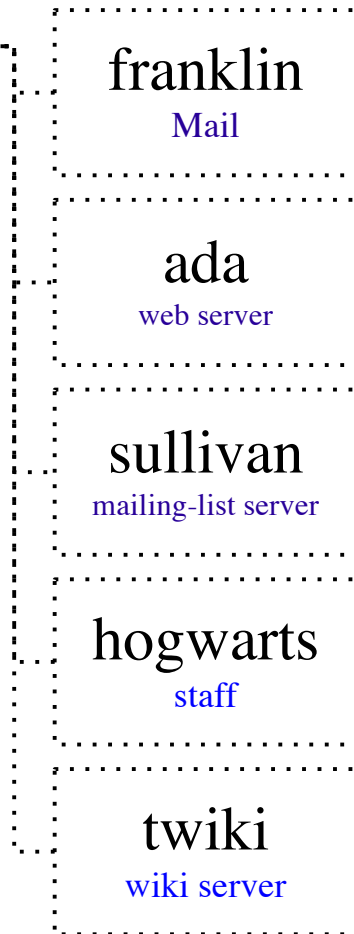 franklin
Mail
ada
web server
sullivan
mailing-list server
hogwarts
staff
twiki
wiki server